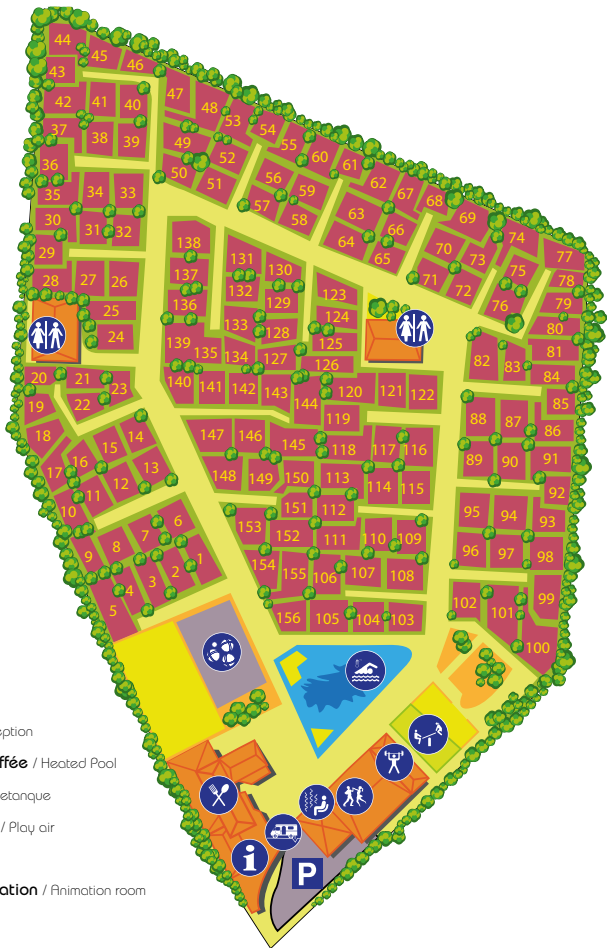 44
45
46
43
42 41 40
47
48
53
54
55
60
61
62
67
68
69
74
77
37 38 39
49
52
50
51
56
59
57
58
63
66
64
65
70
73
71
72
75
76
78
79
80
81
84
85
86
36
35 34 33
30 31 32
29
28 27 26
25
24
138
137
136
139 135
131 130
132 129
133 128
134 127
123
124
125
126
82 83
20 21 23
22
19
18
17 16 15 14
10 11 12 13
140 141 142 143
144
120 121 122
119
88 87
89 90 91
92
147 146 145
148 149 150
118 117 116
113 114 115
151 112
153 152 111 110 109
95 94 93
96 97 98
9 8 7 6
5 4 3 2 1
154 155 106 107 108
156 105 104 103
102 101 99
100
eption
ffée / Heated Pool
etanque
/ Play air
ation / Animation room
i
P